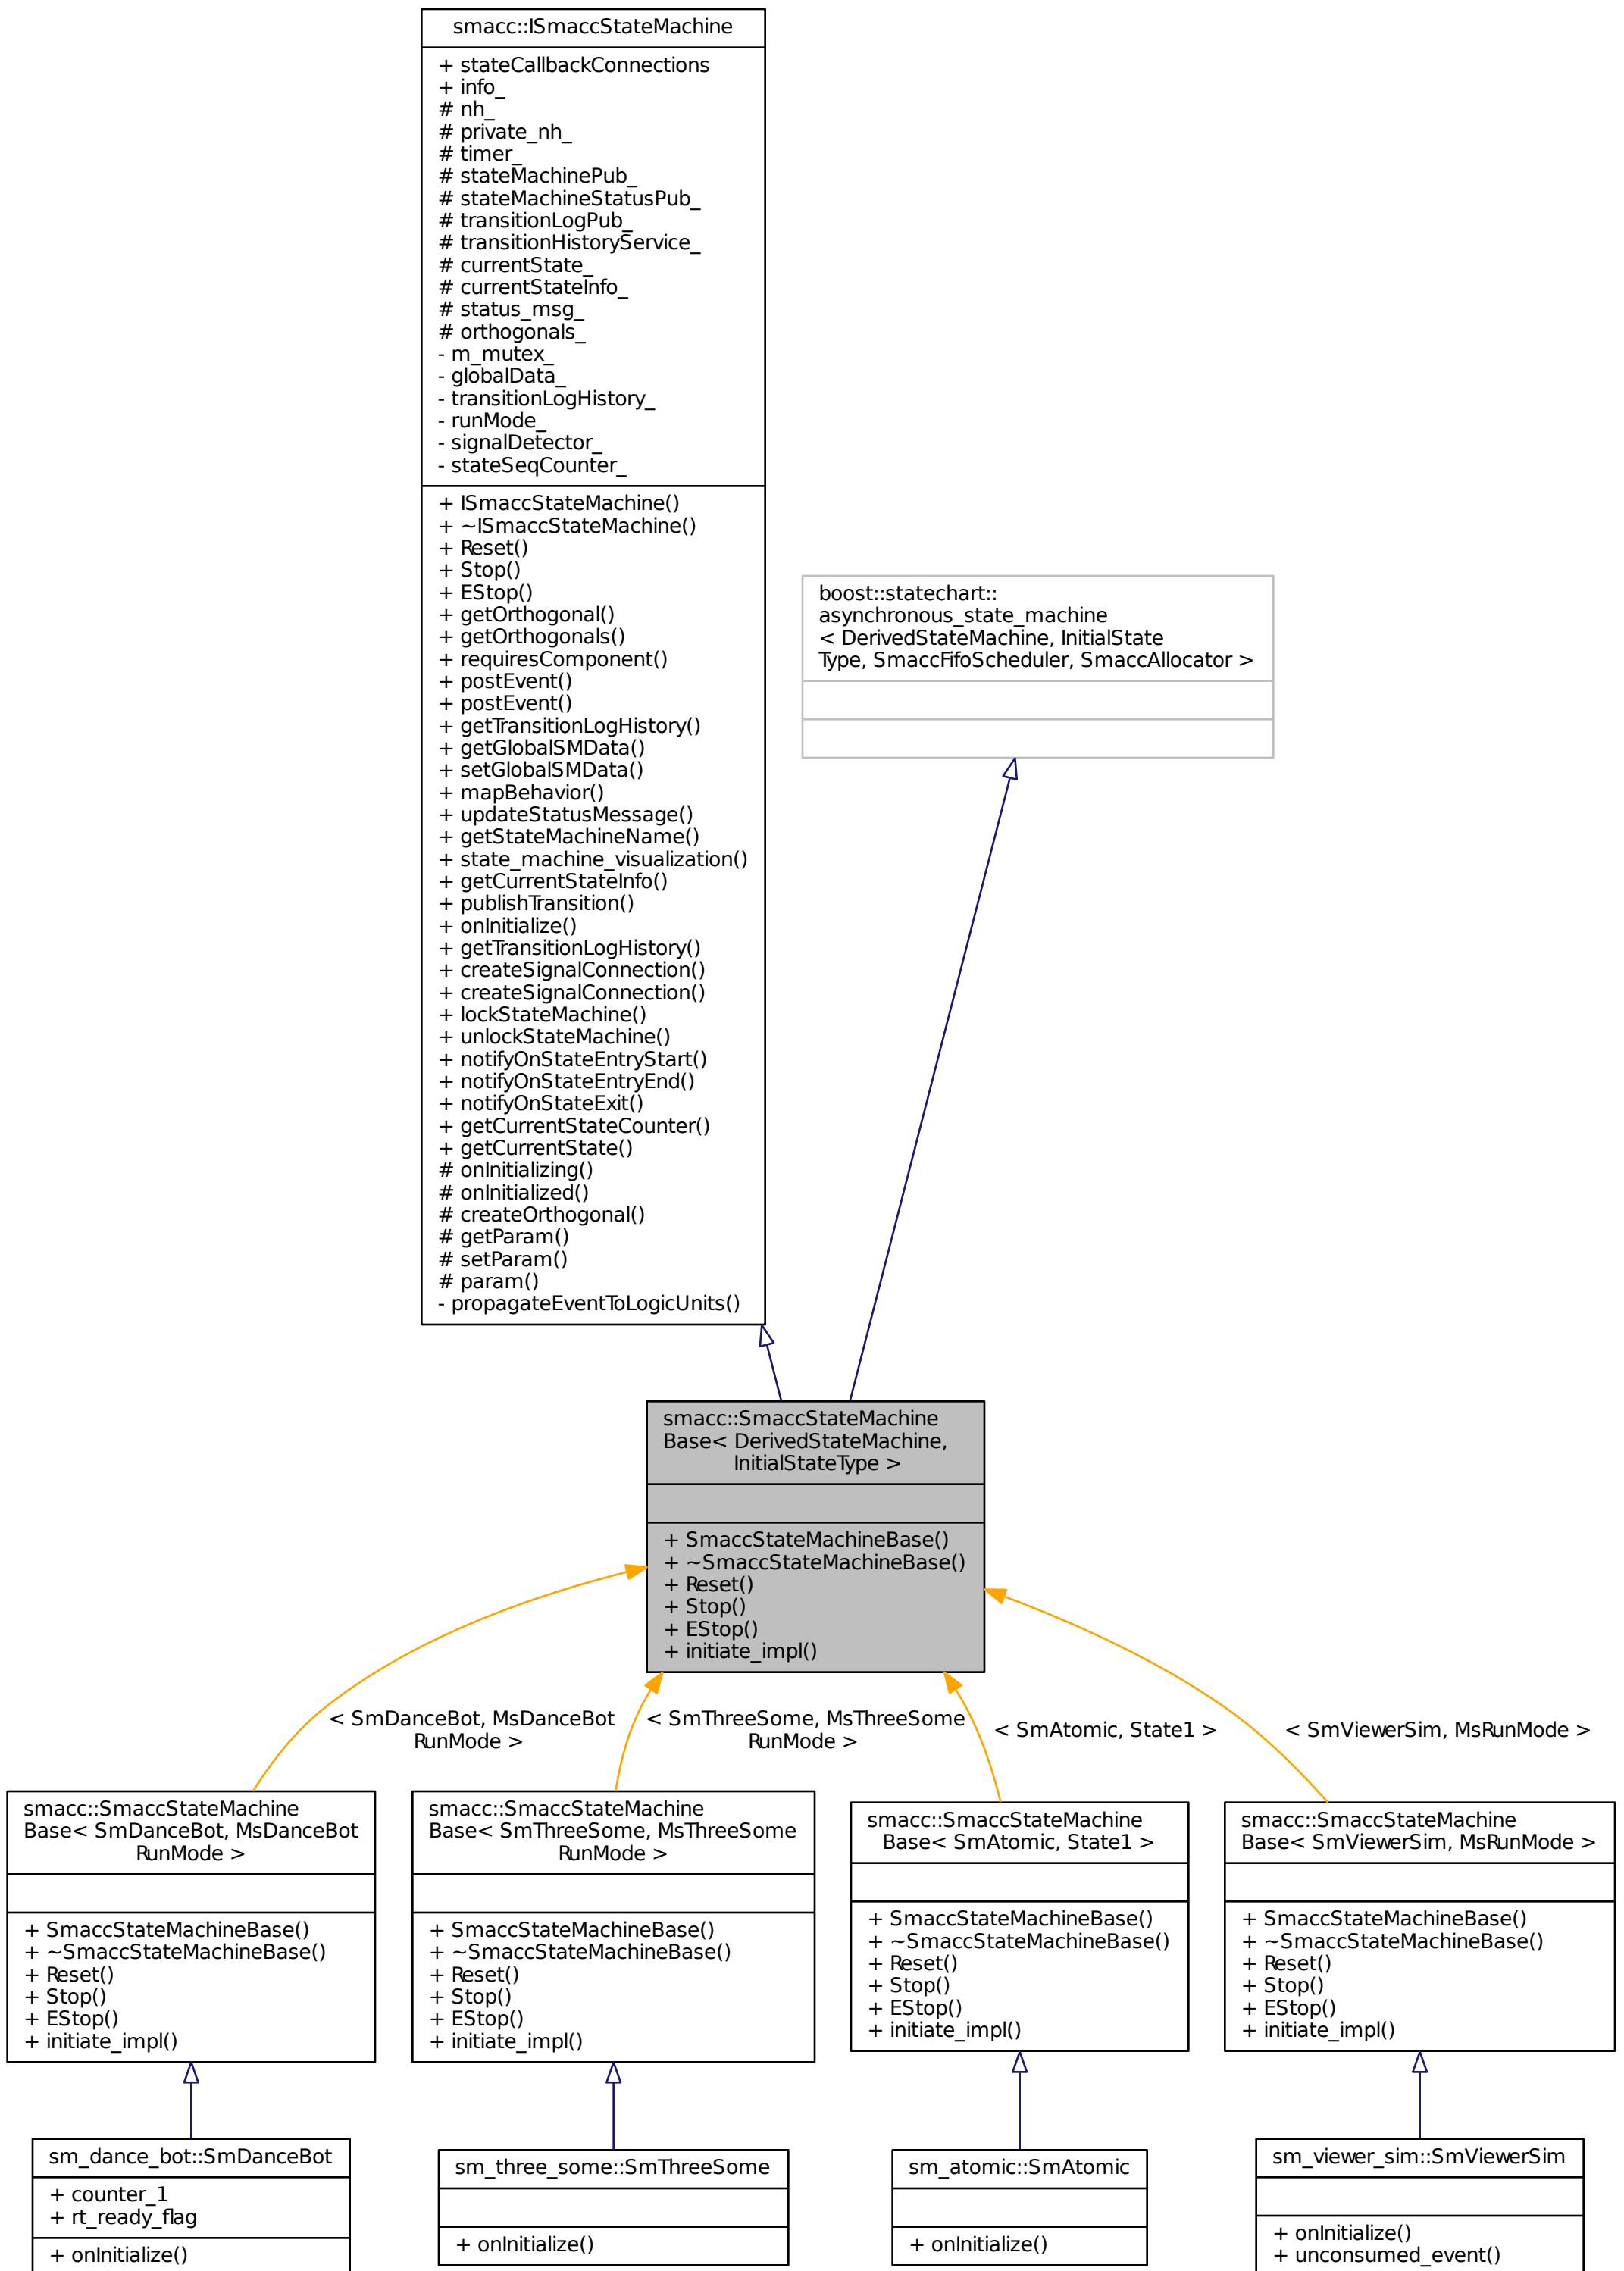 smacc::ISmaccStateMachine
+ stateCallbackConnections
+ info_
# nh_
# private_nh_
# timer_
# stateMachinePub_
# stateMachineStatusPub_
# transitionLogPub_
# transitionHistoryService_
# currentState_
# currentStateInfo_
# status_msg_
# orthogonals_
- m_mutex_
- globalData_
- transitionLogHistory_
- runMode_
- signalDetector_
- stateSeqCounter_
+ ISmaccStateMachine()
+ ~ISmaccStateMachine()
+ Reset()
+ Stop()
+ EStop()
+ getOrthogonal()
+ getOrthogonals()
+ requiresComponent()
+ postEvent()
+ postEvent()
+ getTransitionLogHistory()
+ getGlobalSMData()
+ setGlobalSMData()
+ mapBehavior()
+ updateStatusMessage()
+ getStateMachineName()
+ state_machine_visualization()
+ getCurrentStateInfo()
+ publishTransition()
+ onInitialize()
+ getTransitionLogHistory()
+ createSignalConnection()
+ createSignalConnection()
+ lockStateMachine()
+ unlockStateMachine()
+ notifyOnStateEntryStart()
+ notifyOnStateEntryEnd()
+ notifyOnStateExit()
+ getCurrentStateCounter()
+ getCurrentState()
# onInitializing()
# onInitialized()
# createOrthogonal()
# getParam()
# setParam()
# param()
- propagateEventToLogicUnits()
boost::statechart::
asynchronous_state_machine
< DerivedStateMachine, InitialState
Type, SmaccFifoScheduler, SmaccAllocator >
smacc::SmaccStateMachine
Base< DerivedStateMachine,
InitialStateType >
+ SmaccStateMachineBase()
+ ~SmaccStateMachineBase()
+ Reset()
+ Stop()
+ EStop()
+ initiate_impl()
< SmDanceBot, MsDanceBot
RunMode >
< SmThreeSome, MsThreeSome
RunMode >
< SmAtomic, State1 >
< SmViewerSim, MsRunMode >
smacc::SmaccStateMachine
Base< SmDanceBot, MsDanceBot
RunMode >
+ SmaccStateMachineBase()
+ ~SmaccStateMachineBase()
+ Reset()
+ Stop()
+ EStop()
+ initiate_impl()
smacc::SmaccStateMachine
Base< SmThreeSome, MsThreeSome
RunMode >
+ SmaccStateMachineBase()
+ ~SmaccStateMachineBase()
+ Reset()
+ Stop()
+ EStop()
+ initiate_impl()
smacc::SmaccStateMachine
Base< SmAtomic, State1 >
+ SmaccStateMachineBase()
+ ~SmaccStateMachineBase()
+ Reset()
+ Stop()
+ EStop()
+ initiate_impl()
smacc::SmaccStateMachine
Base< SmViewerSim, MsRunMode >
+ SmaccStateMachineBase()
+ ~SmaccStateMachineBase()
+ Reset()
+ Stop()
+ EStop()
+ initiate_impl()
sm_dance_bot::SmDanceBot
+ counter_1
+ rt_ready_flag
+ onInitialize()
sm_three_some::SmThreeSome
+ onInitialize()
sm_atomic::SmAtomic
+ onInitialize()
sm_viewer_sim::SmViewerSim
+ onInitialize()
+ unconsumed_event()